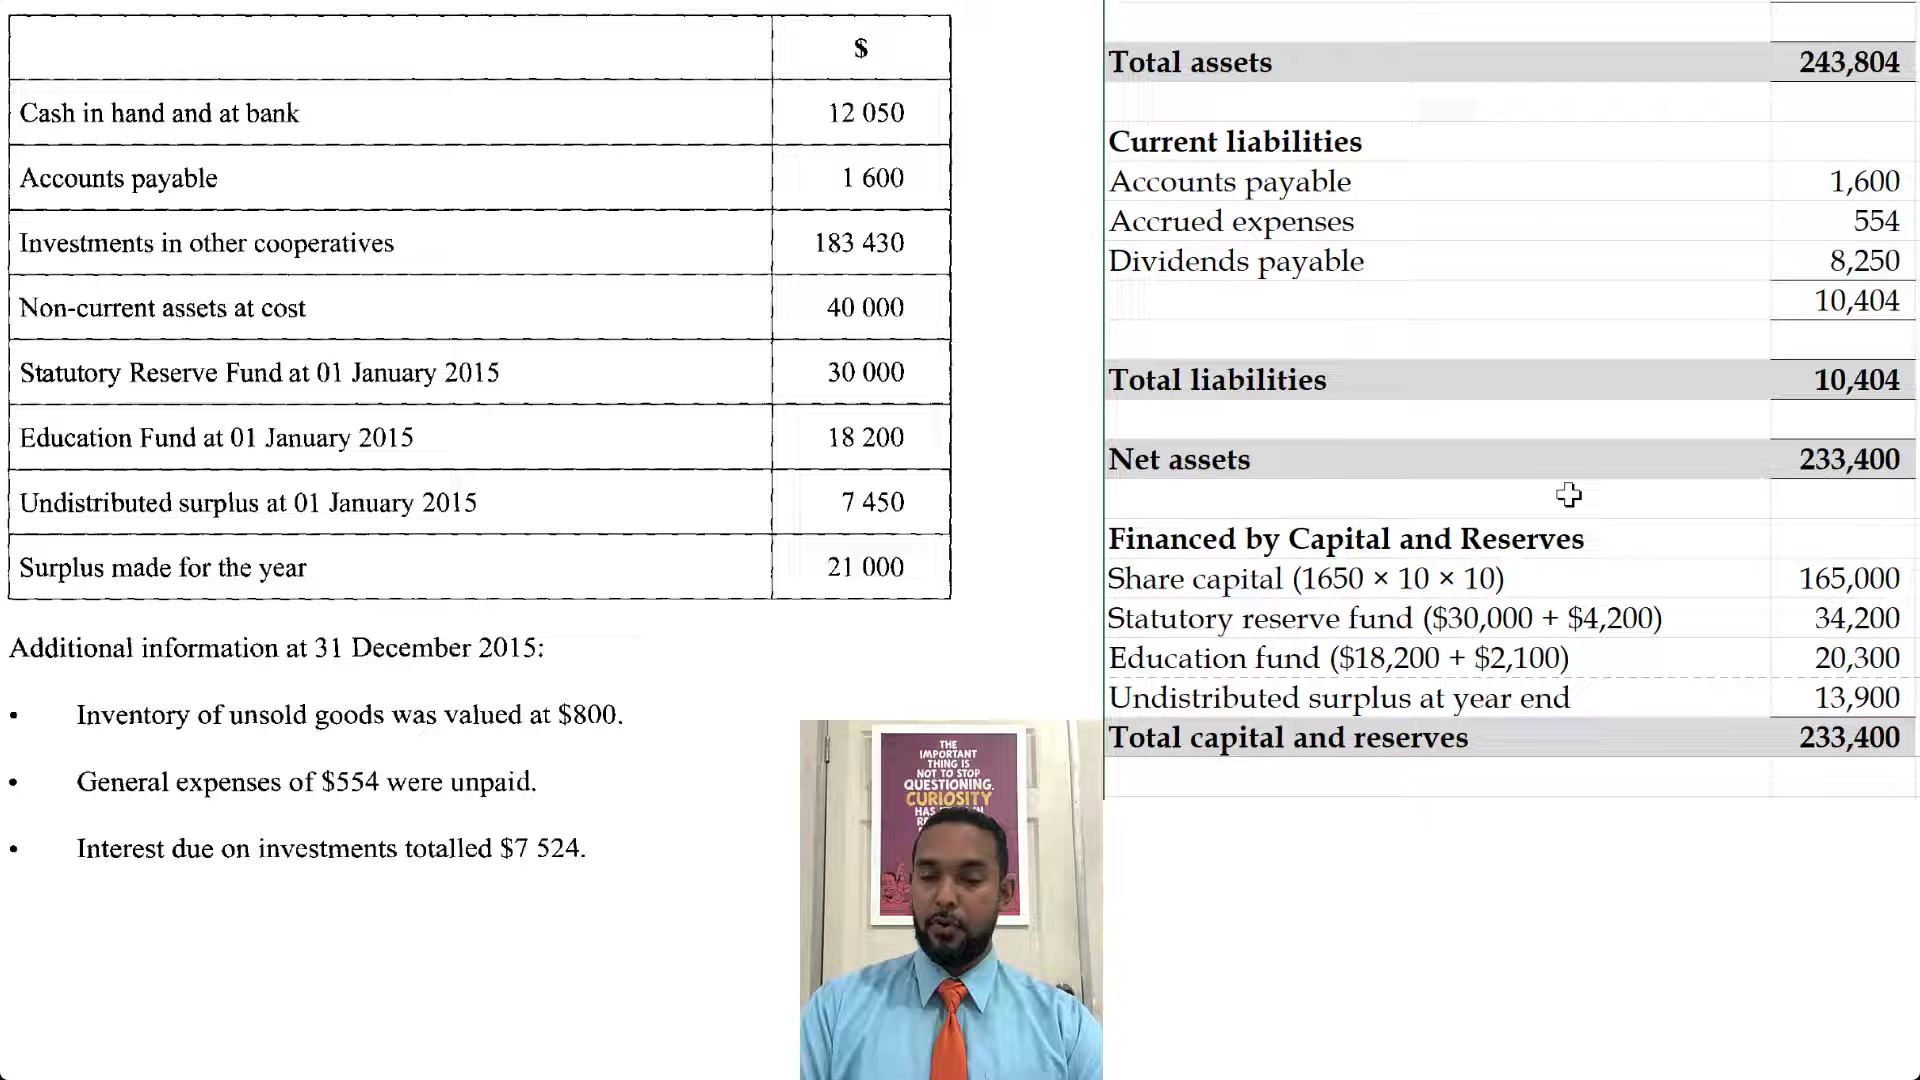 $
Cash in hand and at bank 12 050
Accounts payable 1 600
Investments in other cooperatives 183 430
Non-current assets at cost 40 000
Statutory Reserve Fund at 01 January 2015 30 000
Education Fund at 01 January 2015 18 200
Undistributed surplus at 01 January 2015 7 450
Surplus made for the year 21 000
Additional information at 31 December 2015:
• Inventory of unsold goods was valued at $800.
• General expenses of $554 were unpaid.
• Interest due on investments totalled $7 524.
THE
IMPORTANT
THING IS
NOT TO STOP
QUESTIONING.
CURIOSITY
HAS
Total assets 243,804
Current liabilities
Accounts payable 1,600
Accrued expenses 554
Dividends payable 8,250
10,404
Total liabilities 10,404
Net assets 233,400
Financed by Capital and Reserves
Share capital (1650 × 10 × 10) 165,000
Statutory reserve fund ($30,000 + $4,200) 34,200
Education fund ($18,200 + $2,100) 20,300
Undistributed surplus at year end 13,900
Total capital and reserves 233,400